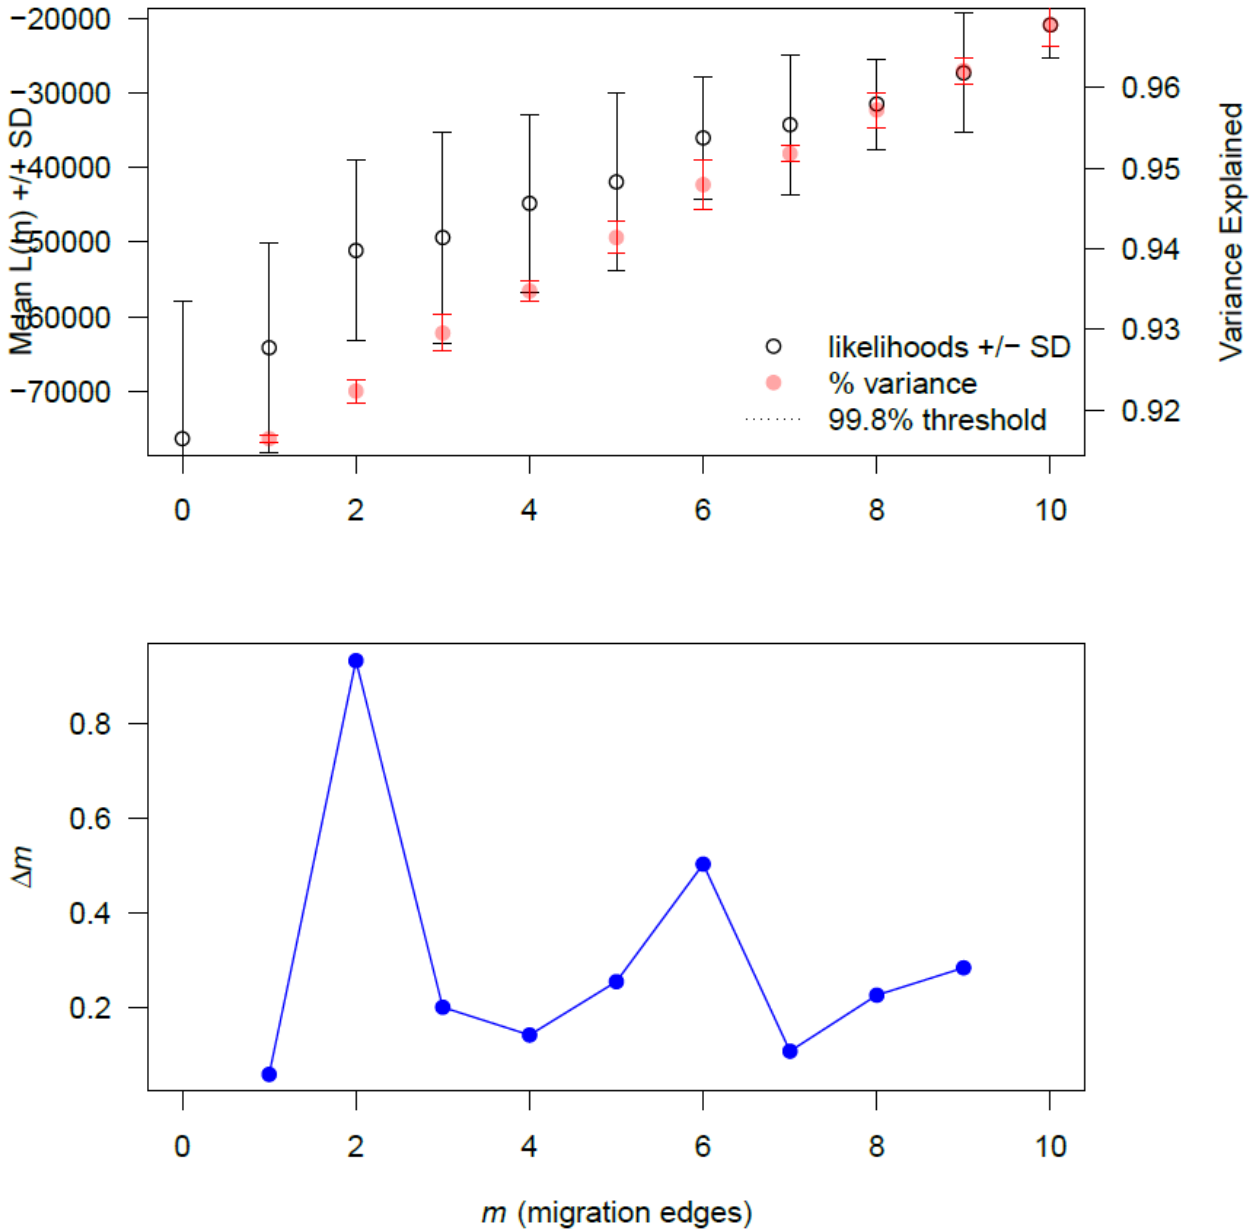 Mean L(m) +/− SD
−20000
−30000
−40000
−50000
−60000
−70000
0.96
0.95
0.94
0.93
0.92
Variance Explained
likelihoods +/− SD
% variance
99.8% threshold
0 2 4 6 8 10
Δm
0.8
0.6
0.4
0.2
0 2 4 6 8 10
m (migration edges)